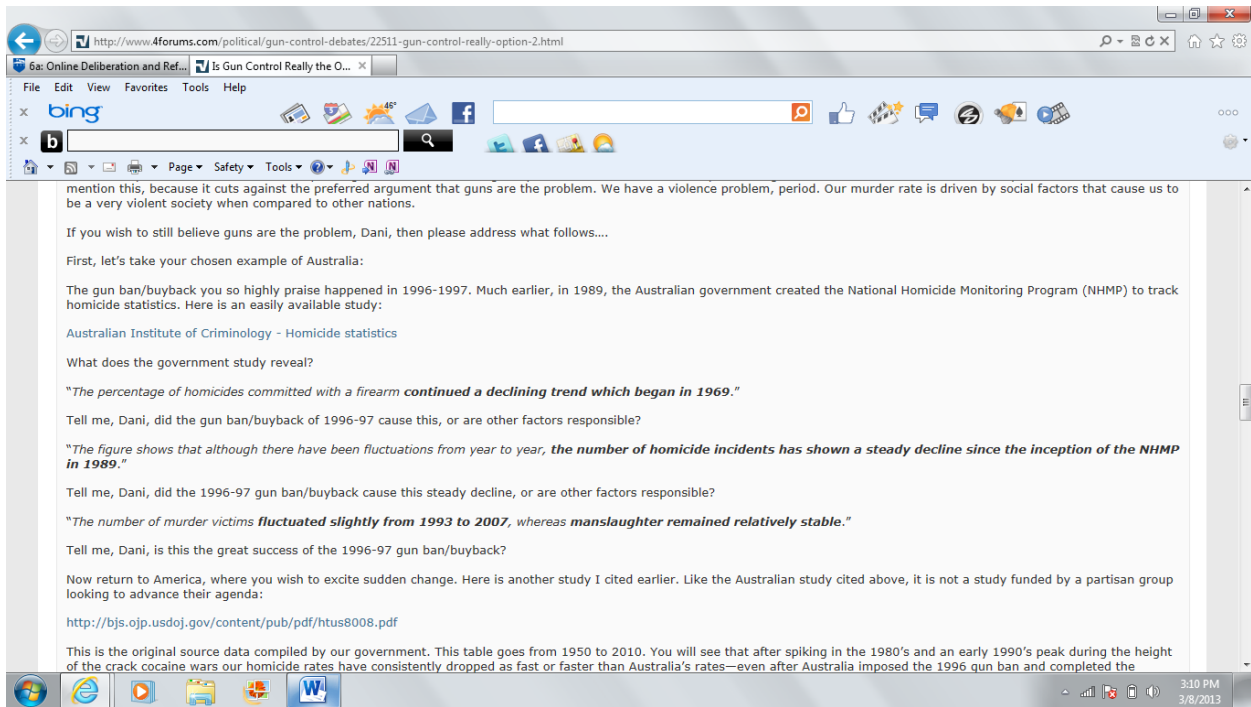 http://www.4forums.com/political/gun-control-debates/22511-gun-control-really-option-2.html
6a: Online Deliberation and Ref...
Is Gun Control Really the O...
File Edit View Favorites Tools Help
x bing 46°
x b
Page Safety Tools
mention this, because it cuts against the preferred argument that guns are the problem. We have a violence problem, period. Our murder rate is driven by social factors that cause us to
be a very violent society when compared to other nations.
If you wish to still believe guns are the problem, Dani, then please address what follows....
First, let's take your chosen example of Australia:
The gun ban/buyback you so highly praise happened in 1996-1997. Much earlier, in 1989, the Australian government created the National Homicide Monitoring Program (NHMP) to track
homicide statistics. Here is an easily available study:
Australian Institute of Criminology - Homicide statistics
What does the government study reveal?
"The percentage of homicides committed with a firearm continued a declining trend which began in 1969."
Tell me, Dani, did the gun ban/buyback of 1996-97 cause this, or are other factors responsible?
"The figure shows that although there have been fluctuations from year to year, the number of homicide incidents has shown a steady decline since the inception of the NHMP
in 1989."
Tell me, Dani, did the 1996-97 gun ban/buyback cause this steady decline, or are other factors responsible?
"The number of murder victims fluctuated slightly from 1993 to 2007, whereas manslaughter remained relatively stable."
Tell me, Dani, is this the great success of the 1996-97 gun ban/buyback?
Now return to America, where you wish to excite sudden change. Here is another study I cited earlier. Like the Australian study cited above, it is not a study funded by a partisan group
looking to advance their agenda:
http://bjs.ojp.usdoj.gov/content/pub/pdf/htus8008.pdf
This is the original source data compiled by our government. This table goes from 1950 to 2010. You will see that after spiking in the 1980's and an early 1990's peak during the height
of the crack cocaine wars our homicide rates have consistently dropped as fast or faster than Australia's rates—even after Australia imposed the 1996 gun ban and completed the
3:10 PM
3/8/2013